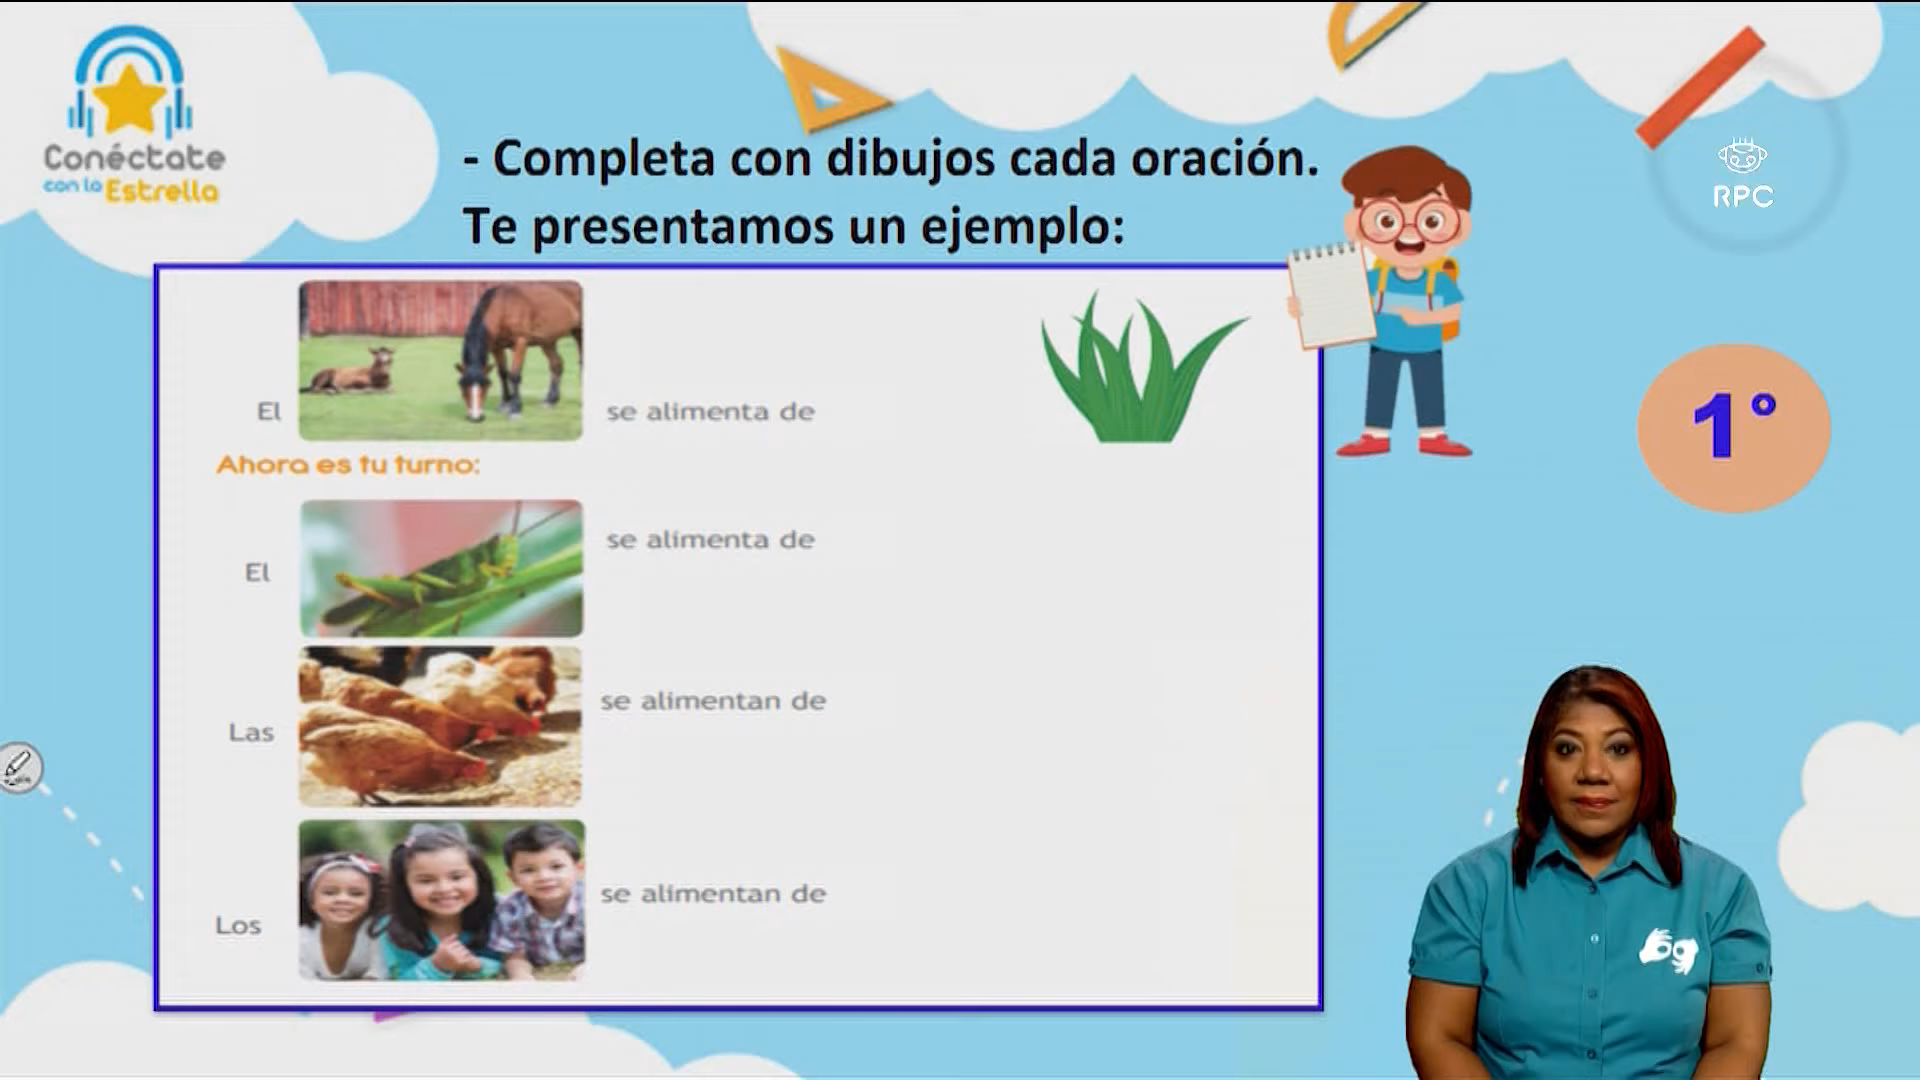 Conéctate
con la Estrella
- Completa con dibujos cada oración.
Te presentamos un ejemplo:
RPC
El se alimenta de
1°
Ahora es tu turno:
El se alimenta de
Las se alimentan de
Los se alimentan de